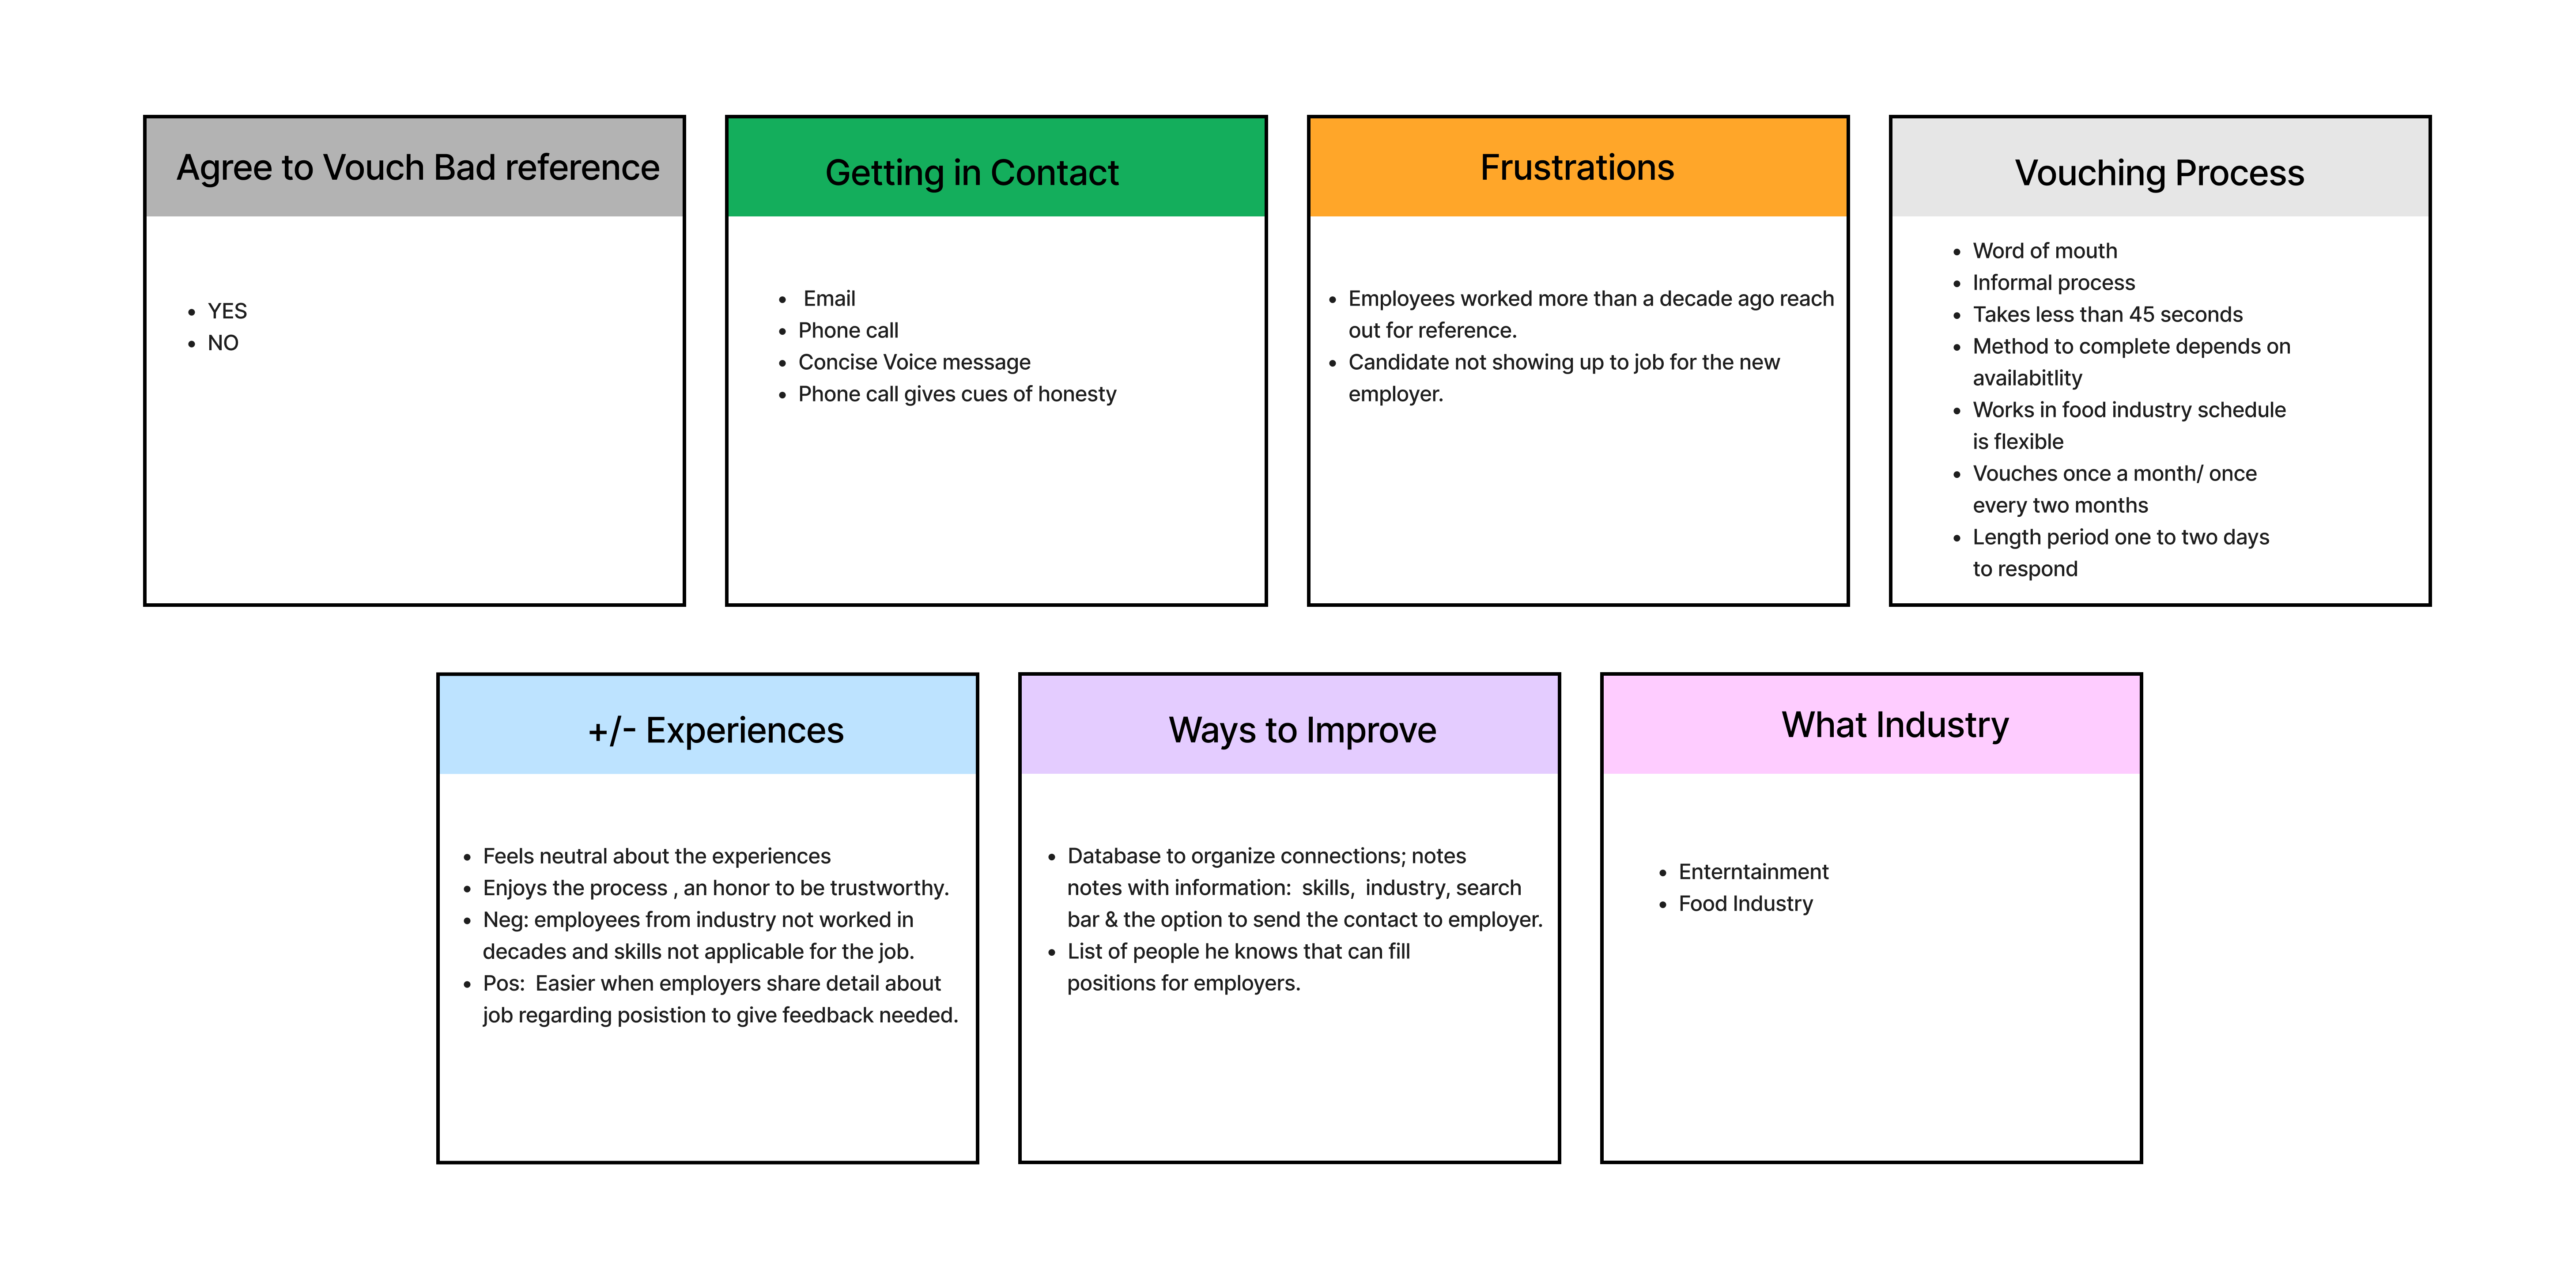 Agree to Vouch Bad reference
• YES
• NO
Getting in Contact
• Email
• Phone call
• Concise Voice message
• Phone call gives cues of honesty
Frustrations
• Employees worked more than a decade ago reach
out for reference.
• Candidate not showing up to job for the new
employer.
Vouching Process
• Word of mouth
• Informal process
• Takes less than 45 seconds
• Method to complete depends on
availabitlity
• Works in food industry schedule
is flexible
• Vouches once a month/ once
every two months
• Length period one to two days
to respond
+/- Experiences
• Feels neutral about the experiences
• Enjoys the process , an honor to be trustworthy.
• Neg: employees from industry not worked in
decades and skills not applicable for the job.
• Pos:  Easier when employers share detail about
job regarding posistion to give feedback needed.
Ways to Improve
• Database to organize connections; notes
notes with information:  skills,  industry, search
bar & the option to send the contact to employer.
• List of people he knows that can fill
positions for employers.
What Industry
• Enterntainment
• Food Industry